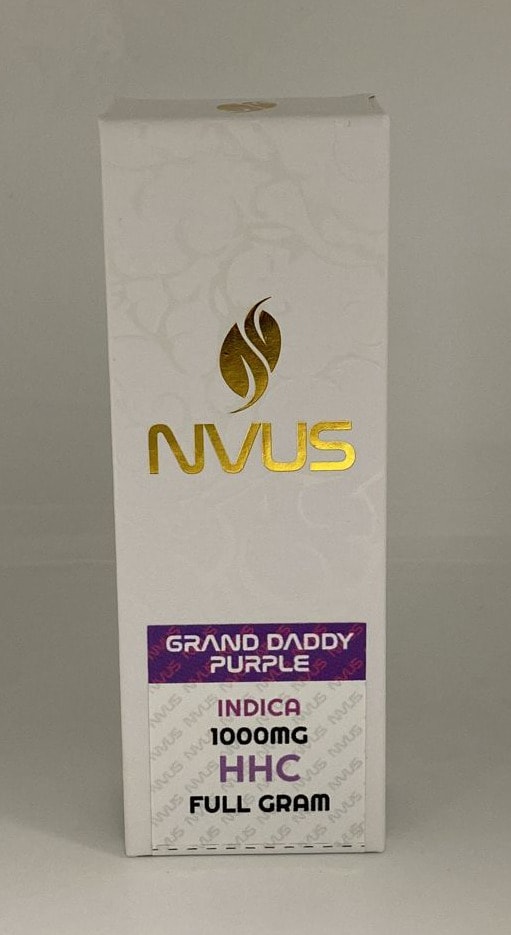 NVUS
GRAND DADDY
PURPLE
INDICA
1000MG
HHC
FULL GRAM